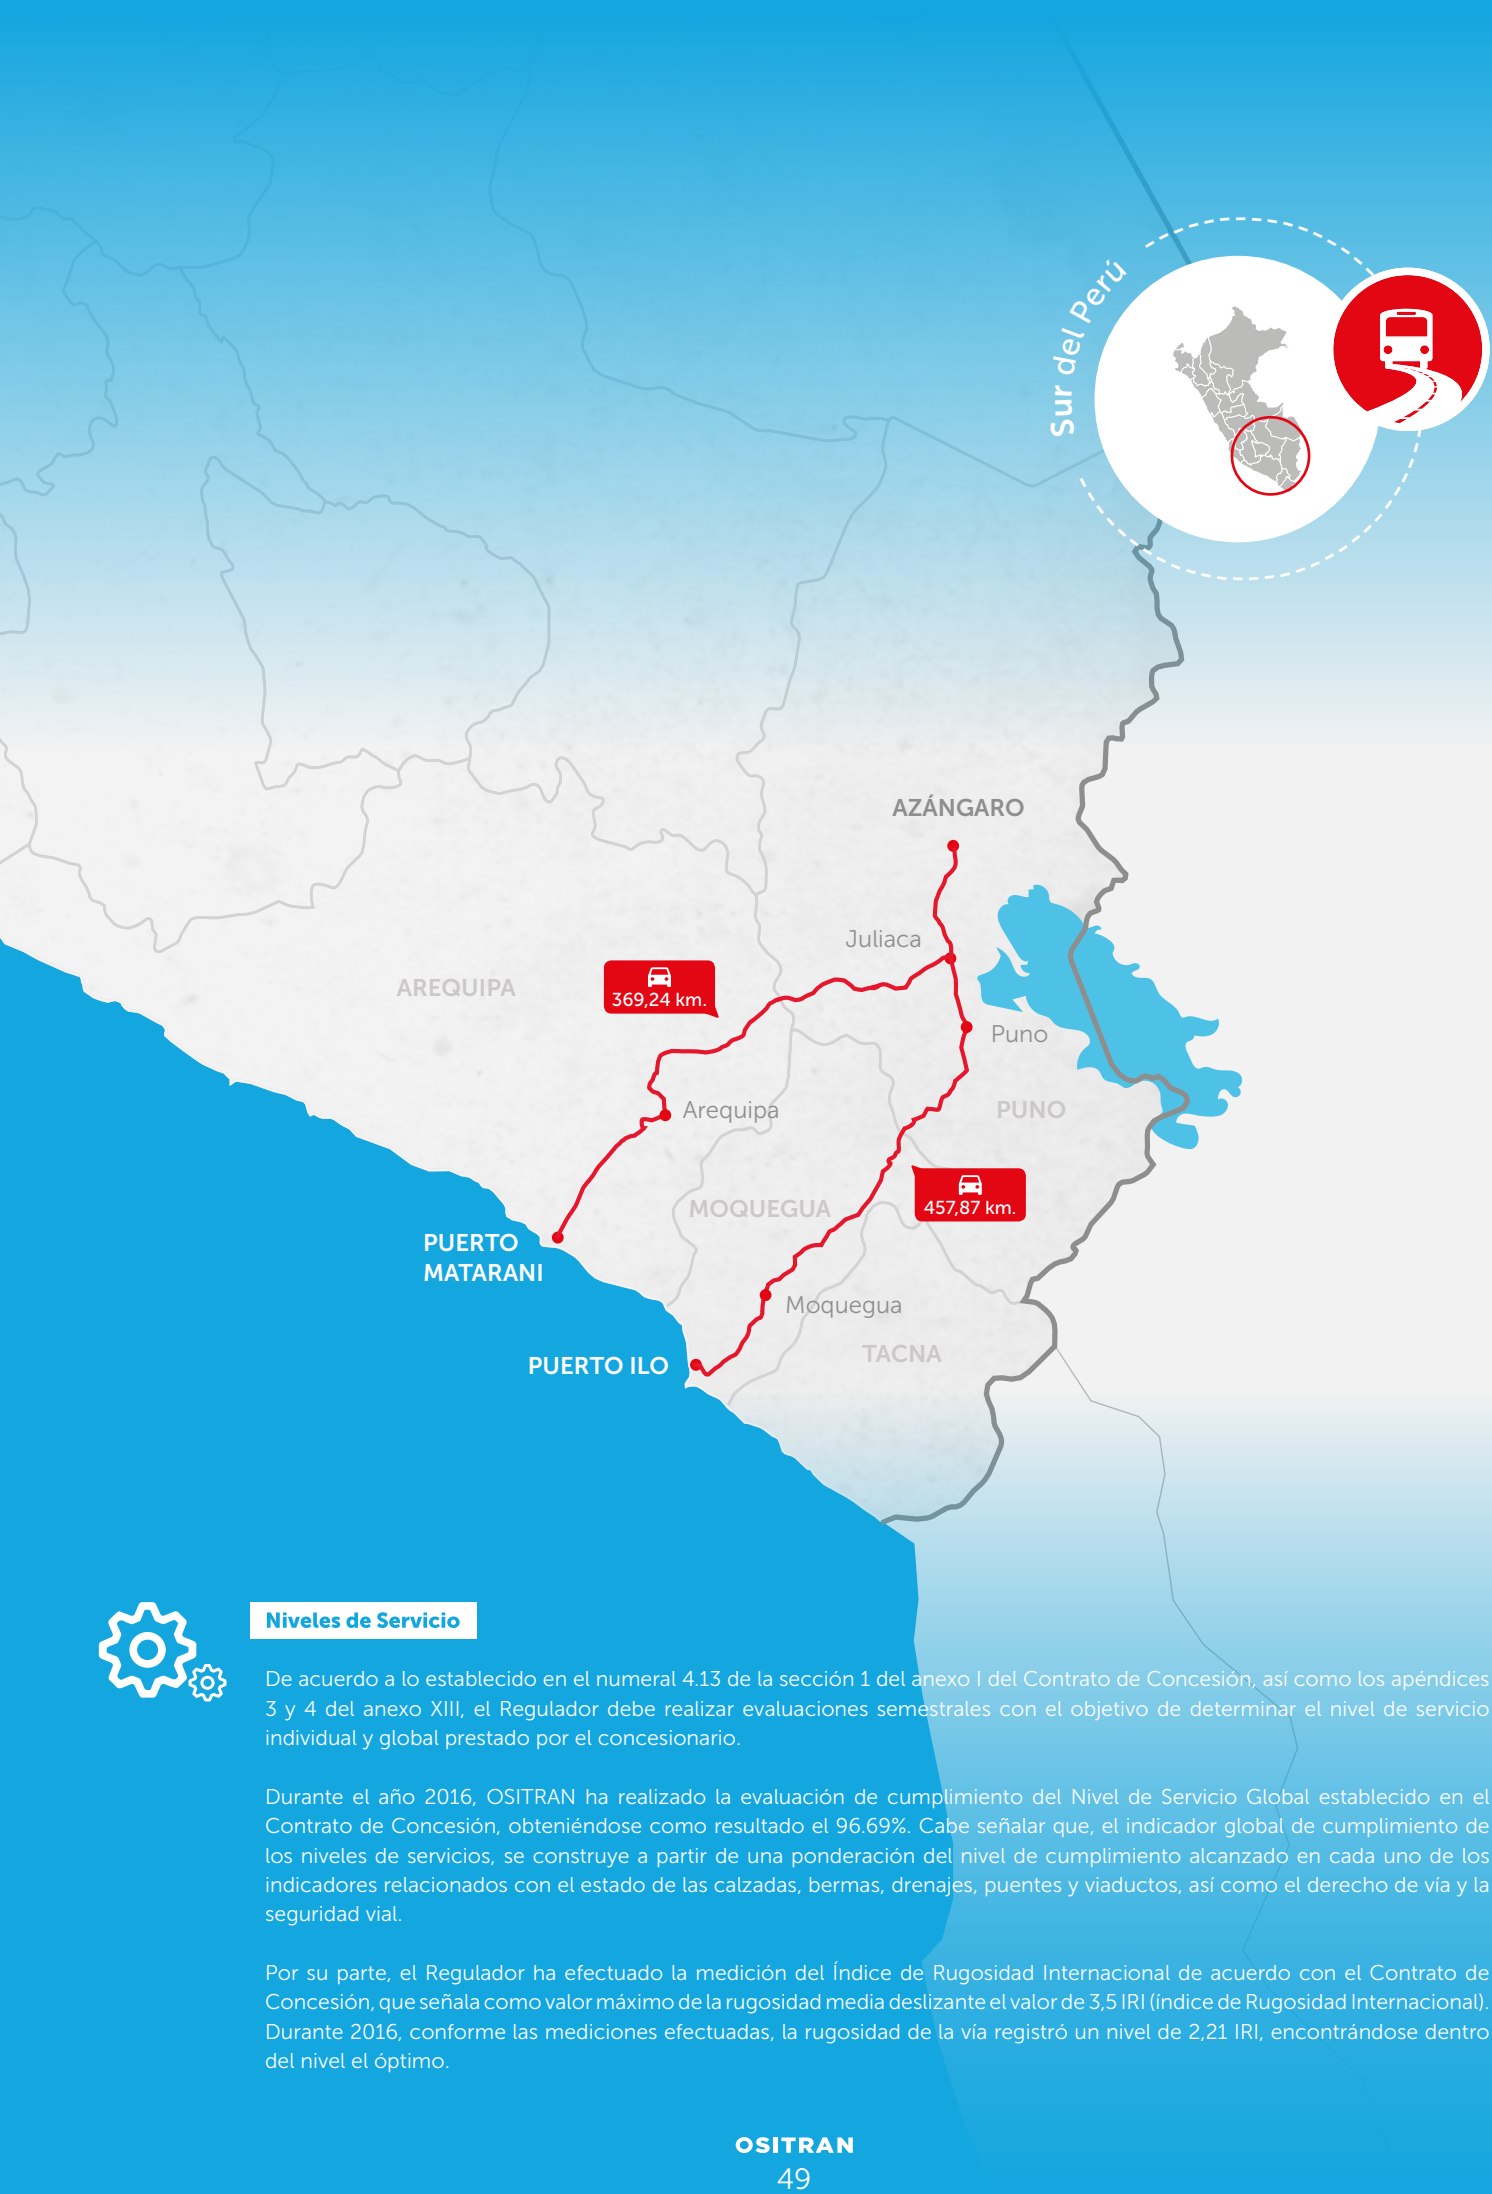 Sur del Perú
AZÁNGARO
Juliaca
AREQUIPA
369,24 km.
Puno
Arequipa
PUNO
457,87 km.
MOQUEGUA
PUERTO
MATARANI
Moquegua
TACNA
PUERTO ILO
Niveles de Servicio
De acuerdo a lo establecido en el numeral 4.13 de la sección 1 del anexo I del Contrato de Concesión, así como los apéndices
3 y 4 del anexo XIII, el Regulador debe realizar evaluaciones semestrales con el objetivo de determinar el nivel de servicio
individual y global prestado por el concesionario.
Durante el año 2016, OSITRAN ha realizado la evaluación de cumplimiento del Nivel de Servicio Global establecido en el
Contrato de Concesión, obteniéndose como resultado el 96.69%. Cabe señalar que, el indicador global de cumplimiento de
los niveles de servicios, se construye a partir de una ponderación del nivel de cumplimiento alcanzado en cada uno de los
indicadores relacionados con el estado de las calzadas, bermas, drenajes, puentes y viaductos, así como el derecho de vía y la
seguridad vial.
Por su parte, el Regulador ha efectuado la medición del Índice de Rugosidad Internacional de acuerdo con el Contrato de
Concesión, que señala como valor máximo de la rugosidad media deslizante el valor de 3,5 IRI (índice de Rugosidad Internacional).
Durante 2016, conforme las mediciones efectuadas, la rugosidad de la vía registró un nivel de 2,21 IRI, encontrándose dentro
del nivel el óptimo.
OSITRAN
49